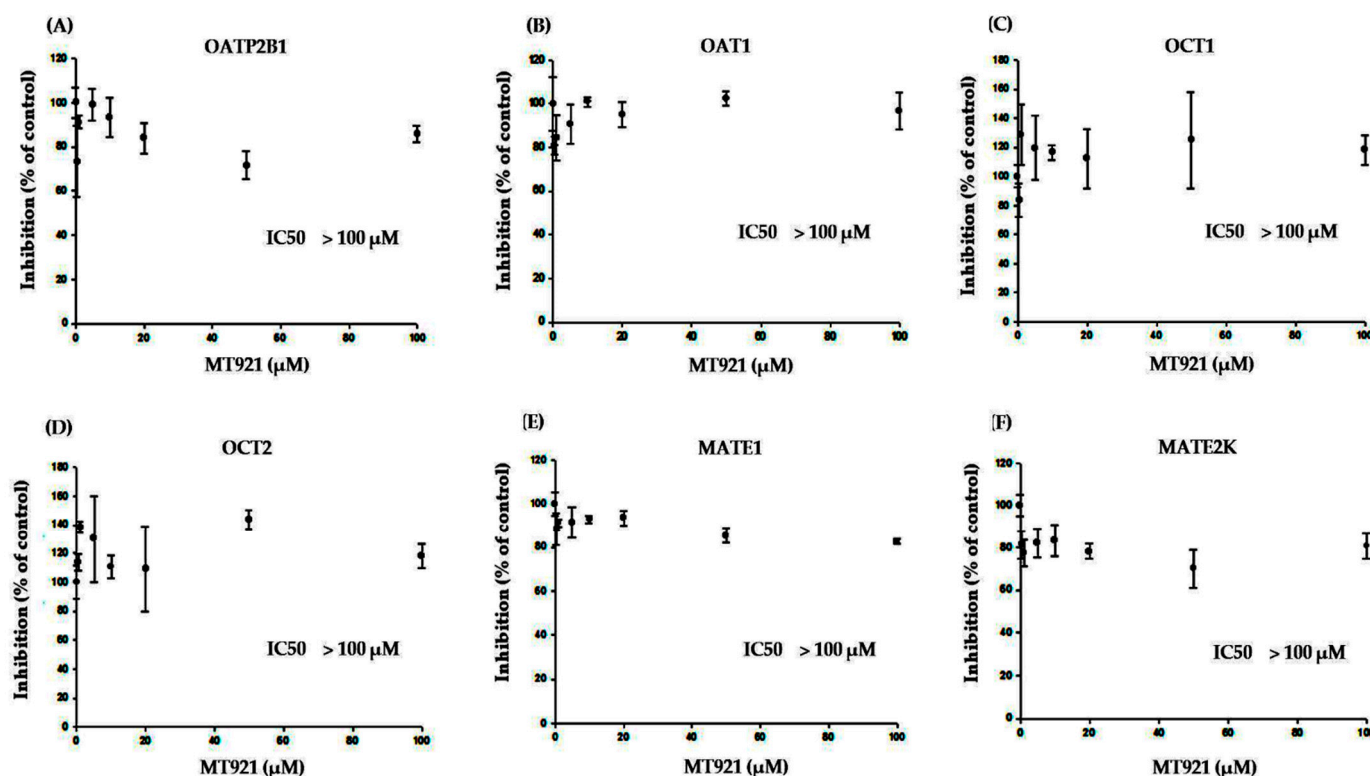 (A)
OATP2B1
Inhibition (% of control)
120
100
80
60
40
20
0
0 20 40 60 80 100
IC50 > 100 µM
MT921 (µM)
(B)
OAT1
Inhibition (% of control)
120
100
80
60
40
20
0
0 20 40 60 80 100
IC50 > 100 µM
MT921 (µM)
(C)
OCT1
Inhibition (% of control)
180
160
140
120
100
80
60
40
20
0
0 20 40 60 80 100
IC50 > 100 µM
MT921 (µM)
(D)
OCT2
Inhibition (% of control)
180
160
140
120
100
80
60
40
20
0
0 20 40 60 80 100
IC50 > 100 µM
MT921 (µM)
(E)
MATE1
Inhibition (% of control)
120
100
80
60
40
20
0
0 20 40 60 80 100
IC50 > 100 µM
MT921 (µM)
(F)
MATE2K
Inhibition (% of control)
120
100
80
60
40
20
0
0 20 40 60 80 100
IC50 > 100 µM
MT921 (µM)